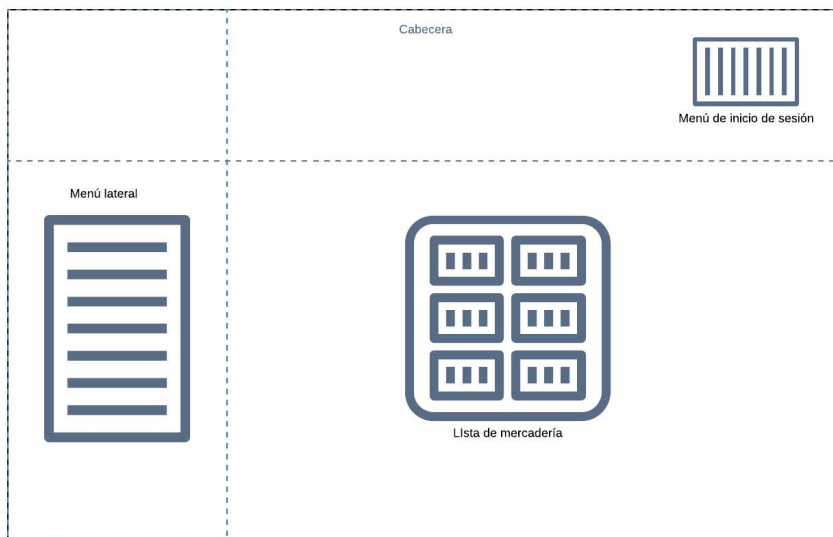 Cabecera
Menú de inicio de sesión
Menú lateral
LIsta de mercadería